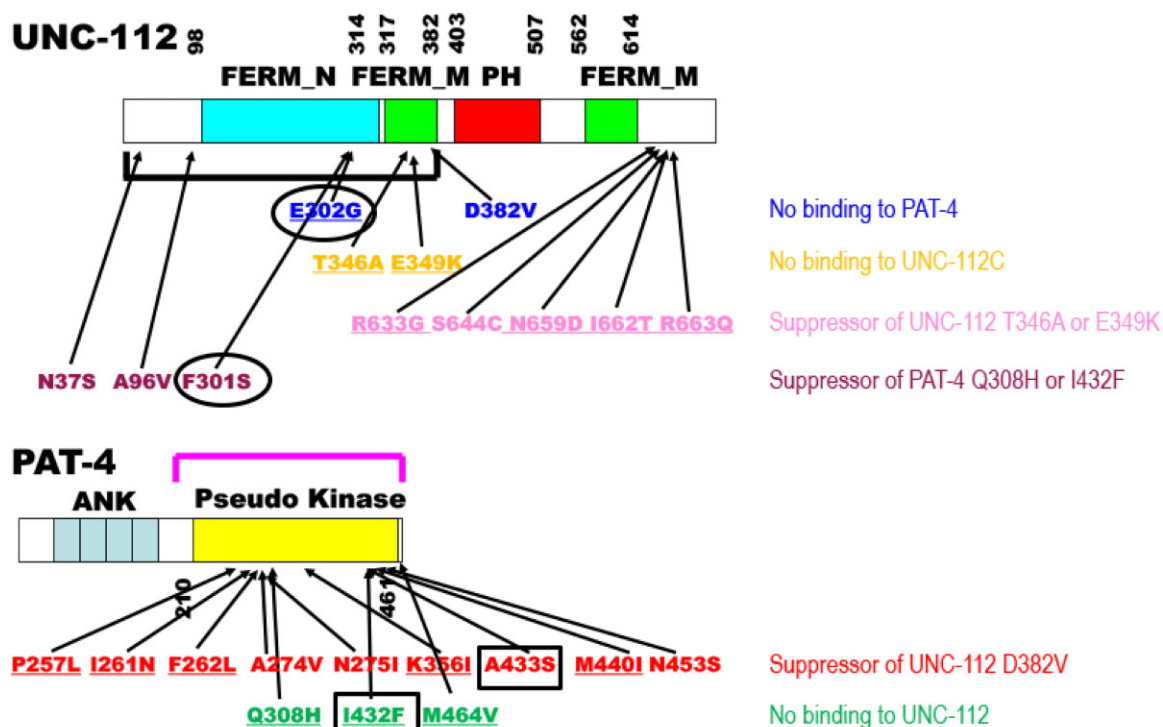 UNC-112 98 314 317 382 403 507 562 614
FERM_N FERM_M PH FERM_M
E302G D382V No binding to PAT-4
T346A E349K No binding to UNC-112C
R633G S644C N659D I662T R663Q Suppressor of UNC-112 T346A or E349K
N37S A96V F301S Suppressor of PAT-4 Q308H or I432F
PAT-4
ANK Pseudo Kinase
210 461
P257L I261N F262L A274V N275I K356I A433S M440I N453S Suppressor of UNC-112 D382V
Q308H I432F M464V No binding to UNC-112